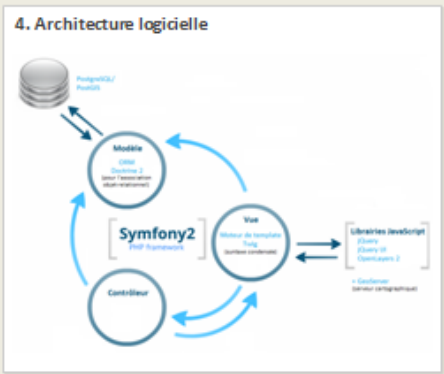 4. Architecture logicielle
PostgreSQL/
PostGIS
Modèle
ORM
Doctrine 2
(pour l'association
objet-relationnel)
Symfony2
PHP framework
Vue
Moteur de template
Twig
(syntaxe condensée)
Librairies JavaScript
jQuery
jQuery UI
OpenLayers 2
+ GeoServer
(serveur cartographique)
Contrôleur